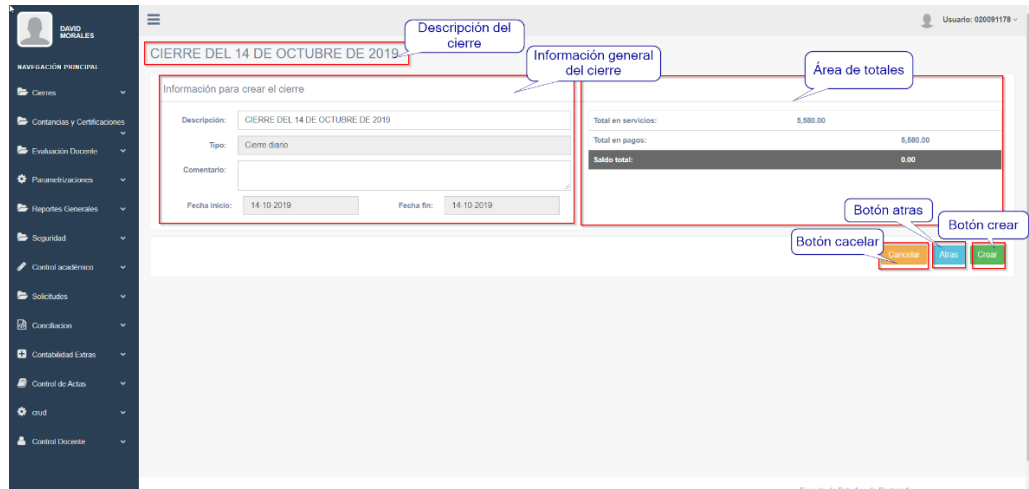 DAVID
MORALES
Usuario: 020091178
NAVEGACIÓN PRINCIPAL
Cierres
Contancias y Certificaciones
Evaluación Docente
Parametrizaciones
Reportes Generales
Seguridad
Control académico
Solicitudes
Conciliacion
Contabilidad Extras
Control de Actas
crud
Control Docente
Descripción del
cierre
CIERRE DEL 14 DE OCTUBRE DE 2019
Información general
del cierre
Área de totales
Información para crear el cierre
Descripción: CIERRE DEL 14 DE OCTUBRE DE 2019
Tipo: Cierre diario
Comentario:
Fecha inicio: 14-10-2019 Fecha fin: 14-10-2019
Total en servicios: 5,580.00
Total en pagos: 5,580.00
Saldo total: 0.00
Botón atras
Botón crear
Botón cacelar
Cancelar Atras Crear